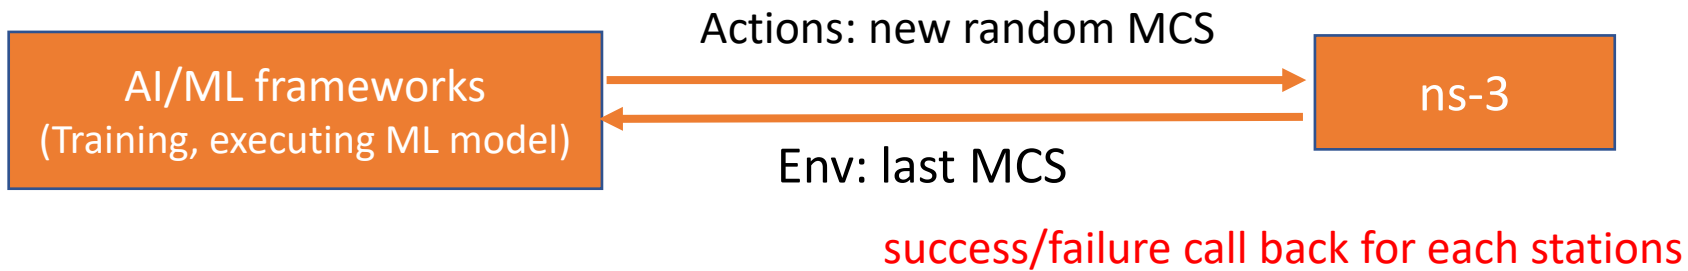 Actions: new random MCS
AI/ML frameworks
(Training, executing ML model)
ns-3
Env: last MCS
success/failure call back for each stations